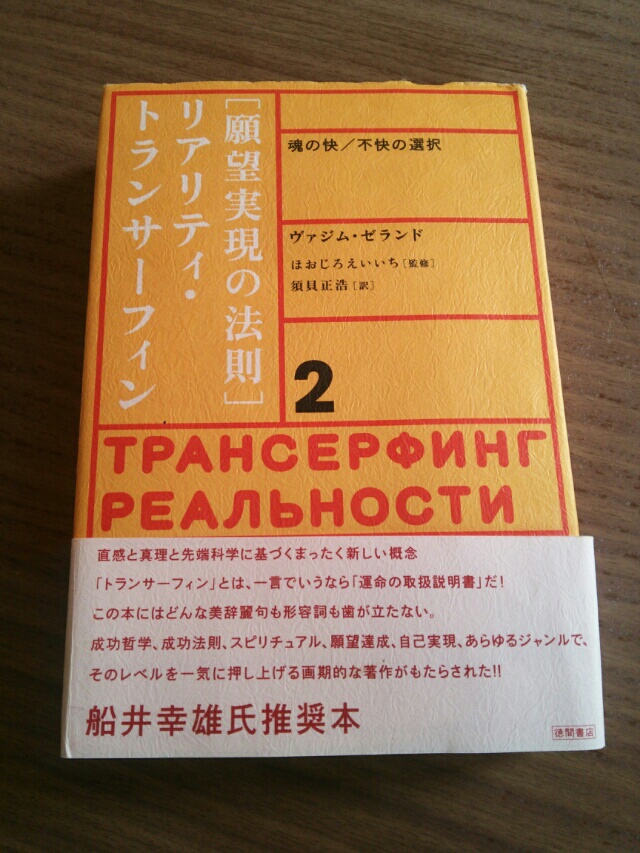 [願望実現の法則]
リアリティ・
トランサーフィン
魂の快/不快の選択
ヴァジム・ゼランド
ほおじろえいいち[監修]
須貝正浩[訳]
2
ТРАНСЕРФИНГ
РЕАЛЬНОСТИ
直感と真理と先端科学に基づくまったく新しい概念
「トランサーフィン」とは、一言でいうなら「運命の取扱説明書」だ!
この本にはどんな美辞麗句も形容詞も歯が立たない。
成功哲学、成功法則、スピリチュアル、願望達成、自己実現、あらゆるジャンルで、
そのレベルを一気に押し上げる画期的な著作がもたらされた!!
船井幸雄氏推奨本
徳間書店